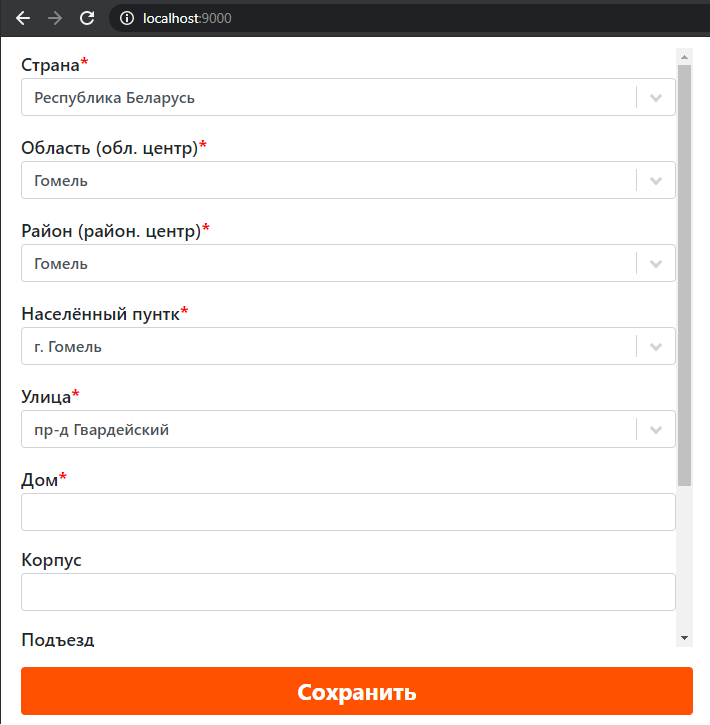 localhost:9000
Страна*
Республика Беларусь
Область (обл. центр)*
Гомель
Район (район. центр)*
Гомель
Населённый пунтк*
г. Гомель
Улица*
пр-д Гвардейский
Дом*
Корпус
Подъезд
Сохранить